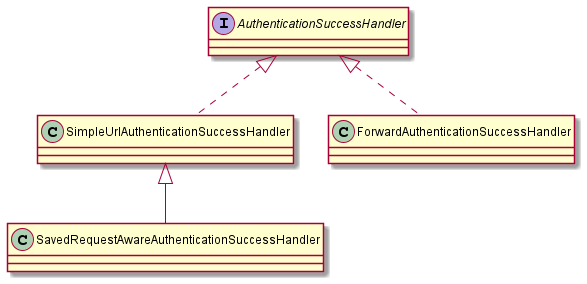 I AuthenticationSuccessHandler
C SimpleUrlAuthenticationSuccessHandler
C ForwardAuthenticationSuccessHandler
C SavedRequestAwareAuthenticationSuccessHandler